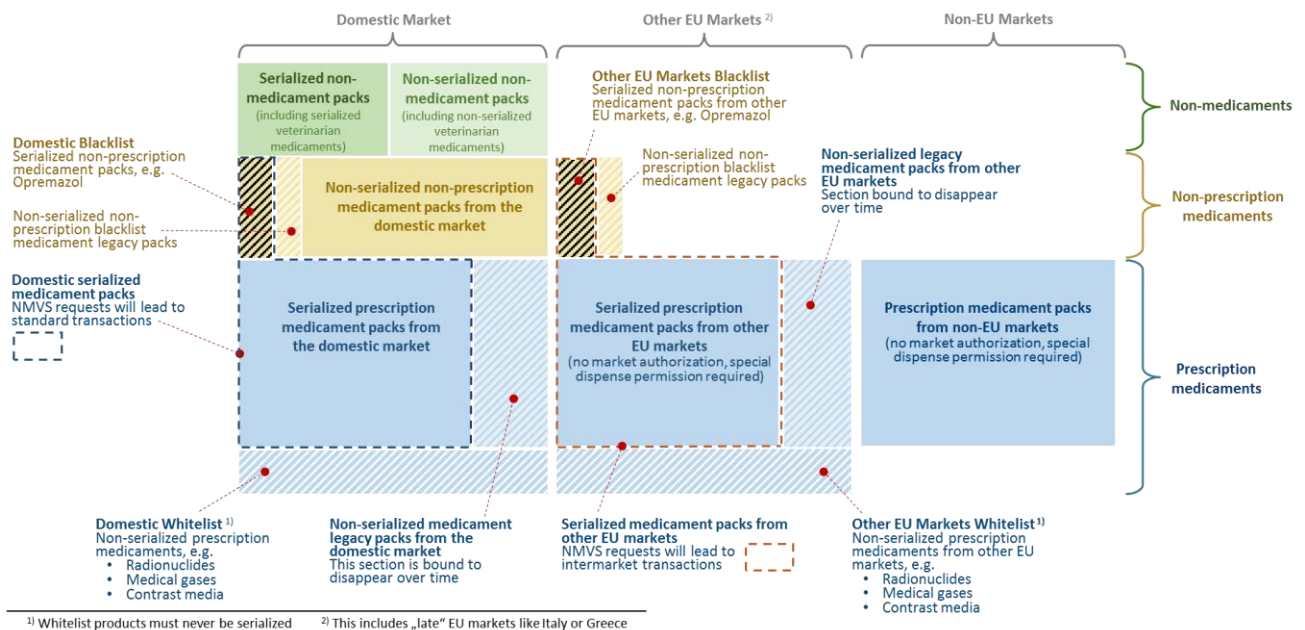 Domestic Market
Other EU Markets 2)
Non-EU Markets
Serialized non-
medicament packs
(including serialized
veterinarian
medicaments)
Non-serialized non-
medicament packs
(including non-serialized
veterinarian
medicaments)
Other EU Markets Blacklist
Serialized non-prescription
medicament packs from other
EU markets, e.g. Opremazol
Non-medicaments
Domestic Blacklist
Serialized non-prescription
medicament packs, e.g.
Opremazol
Non-serialized non-
prescription blacklist
medicament legacy packs
Non-serialized non-prescription
medicament packs from the
domestic market
Non-serialized non-
prescription blacklist
medicament legacy packs
Non-serialized legacy
medicament packs from other
EU markets
Section bound to disappear
over time
Non-prescription
medicaments
Domestic serialized
medicament packs
NMVS requests will lead to
standard transactions
Serialized prescription
medicament packs from
the domestic market
Serialized prescription
medicament packs from other
EU markets
(no market authorization, special
dispense permission required)
Prescription medicament packs
from non-EU markets
(no market authorization, special
dispense permission required)
Prescription
medicaments
Domestic Whitelist 1)
Non-serialized prescription
medicaments, e.g.
• Radionuclides
• Medical gases
• Contrast media
Non-serialized medicament
legacy packs from the
domestic market
This section is bound to
disappear over time
Serialized medicament packs from
other EU markets
NMVS requests will lead to
intermarket transactions
Other EU Markets Whitelist1)
Non-serialized prescription
medicaments from other EU
markets, e.g.
• Radionuclides
• Medical gases
• Contrast media
1) Whitelist products must never be serialized
2) This includes „late" EU markets like Italy or Greece